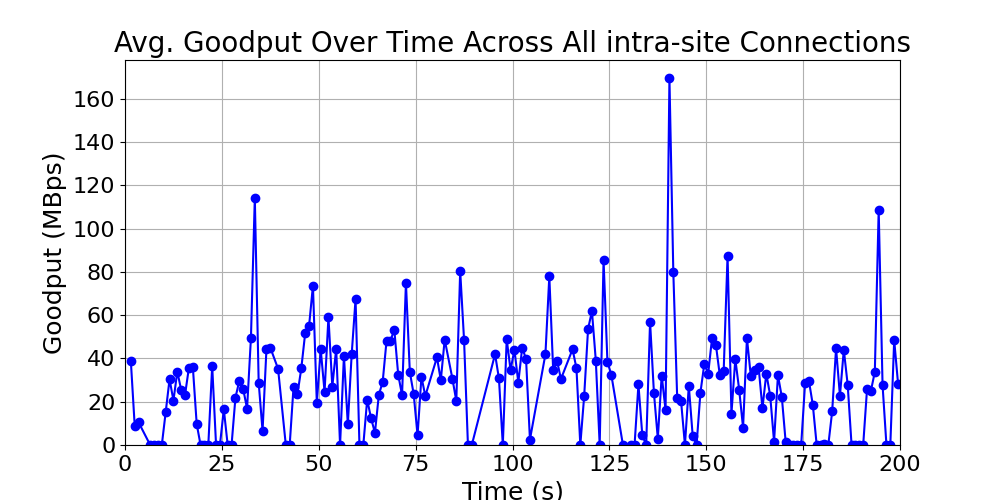 Avg. Goodput Over Time Across All intra-site Connections
Goodput (MBps)
160
140
120
100
80
60
40
20
0
0 25 50 75 100 125 150 175 200
Time (s)